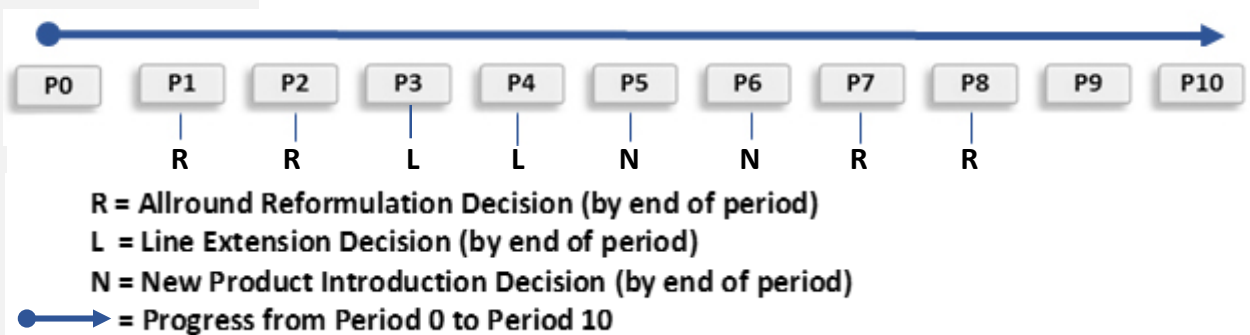 P0 P1 P2 P3 P4 P5 P6 P7 P8 P9 P10
R R L L N N R R
R = Allround Reformulation Decision (by end of period)
L = Line Extension Decision (by end of period)
N = New Product Introduction Decision (by end of period)
= Progress from Period 0 to Period 10